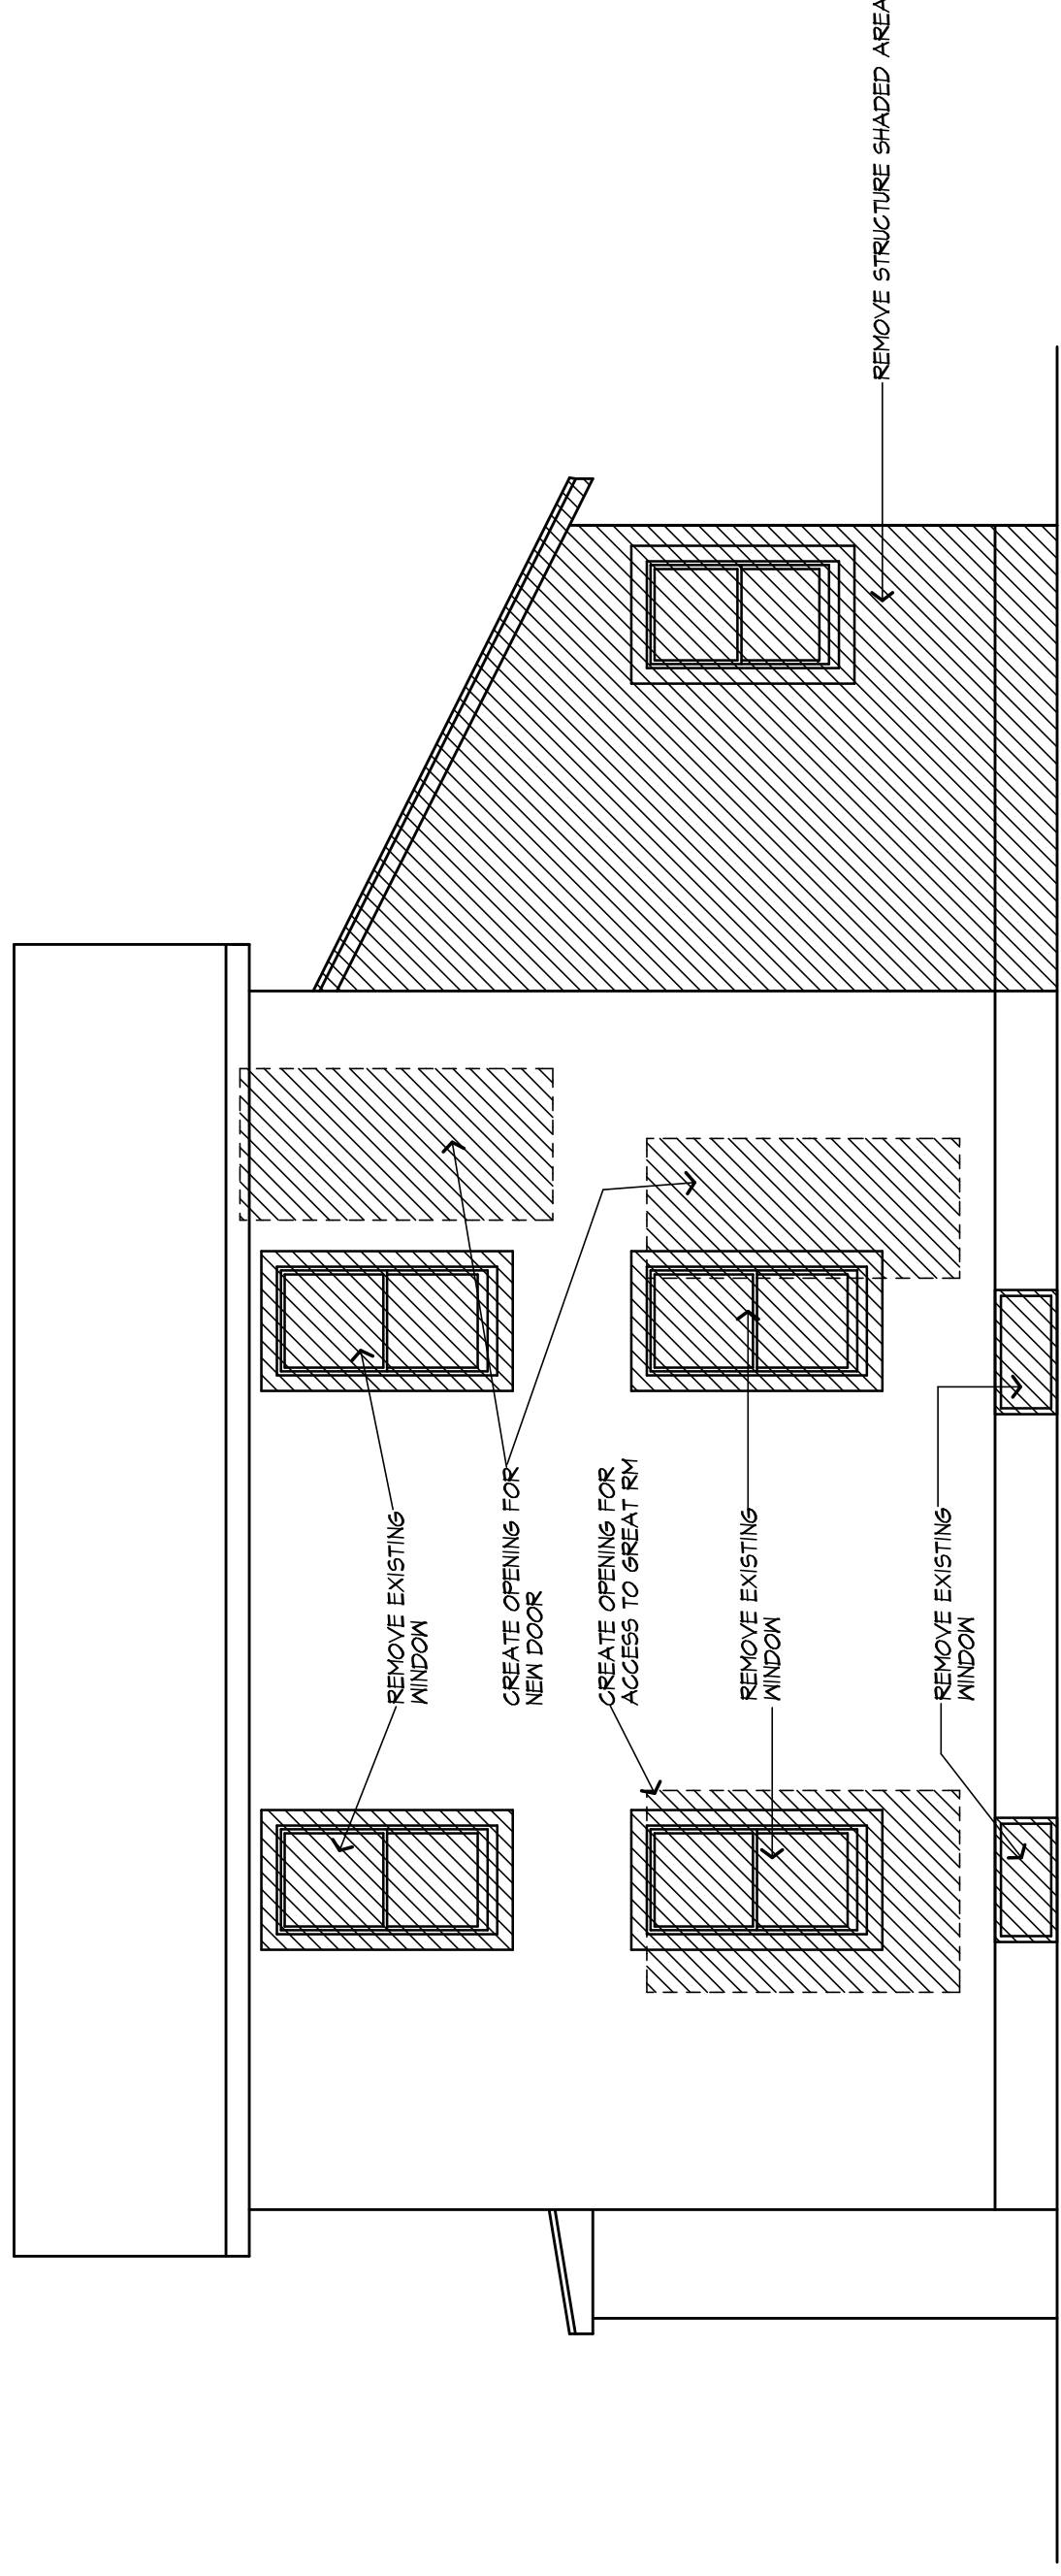 REMOVE EXISTING
WINDOW
CREATE OPENING FOR
NEW DOOR
CREATE OPENING FOR
ACCESS TO GREAT RM
REMOVE EXISTING
WINDOW
REMOVE STRUCTURE SHADED AREA
REMOVE EXISTING
WINDOW